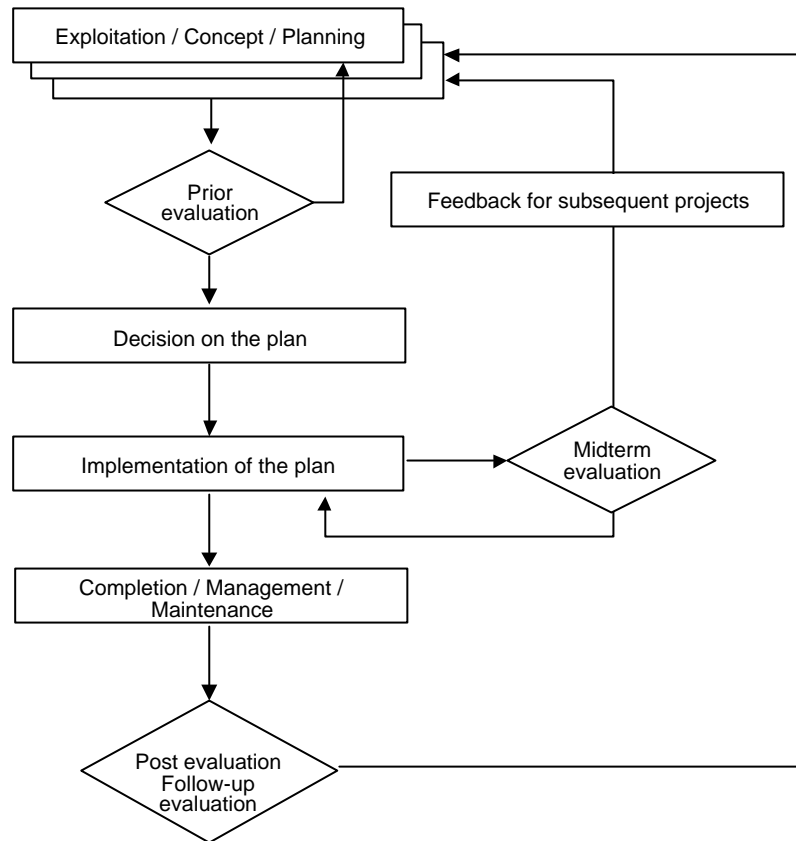 Exploitation / Concept / Planning
Prior
evaluation
Feedback for subsequent projects
Decision on the plan
Implementation of the plan
Midterm
evaluation
Completion / Management /
Maintenance
Post evaluation
Follow-up
evaluation